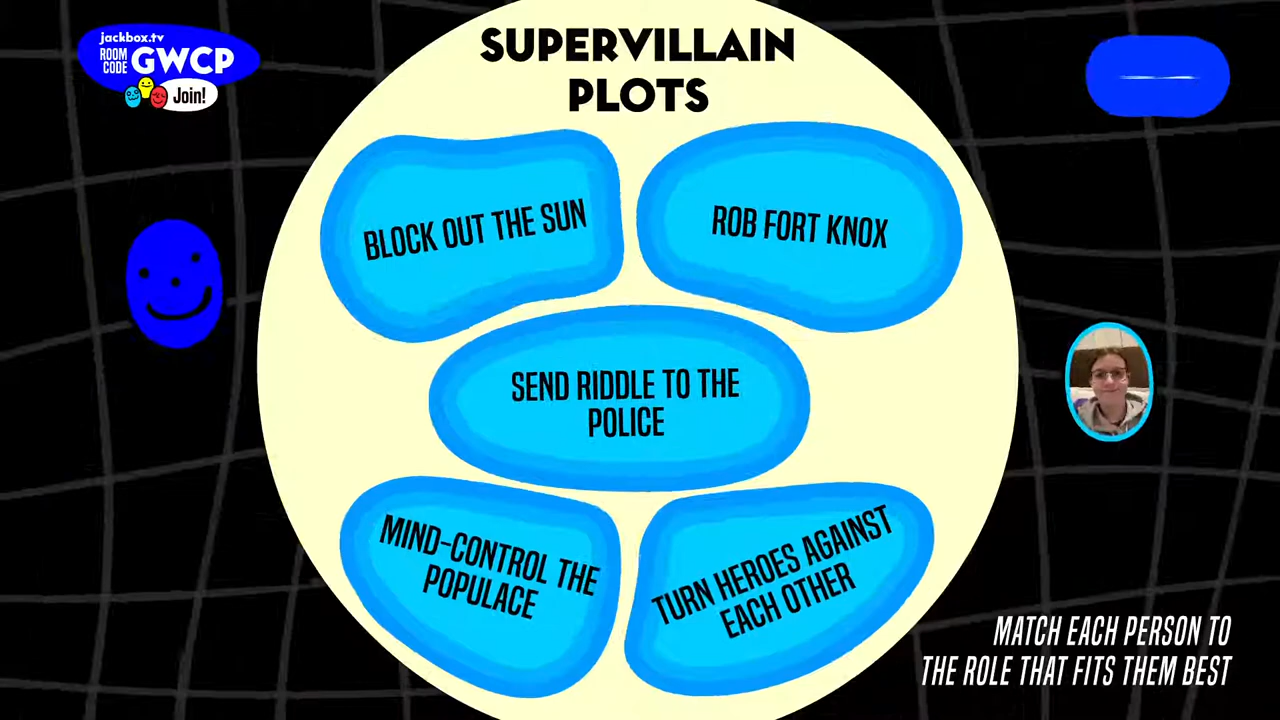 jackbox.tv
ROOM
CODE
GWCP
Join!
SUPERVILLAIN
PLOTS
BLOCK OUT THE SUN
ROB FORT KNOX
SEND RIDDLE TO THE
POLICE
MIND-CONTROL THE
POPULACE
TURN HEROES AGAINST
EACH OTHER
MATCH EACH PERSON TO
THE ROLE THAT FITS THEM BEST